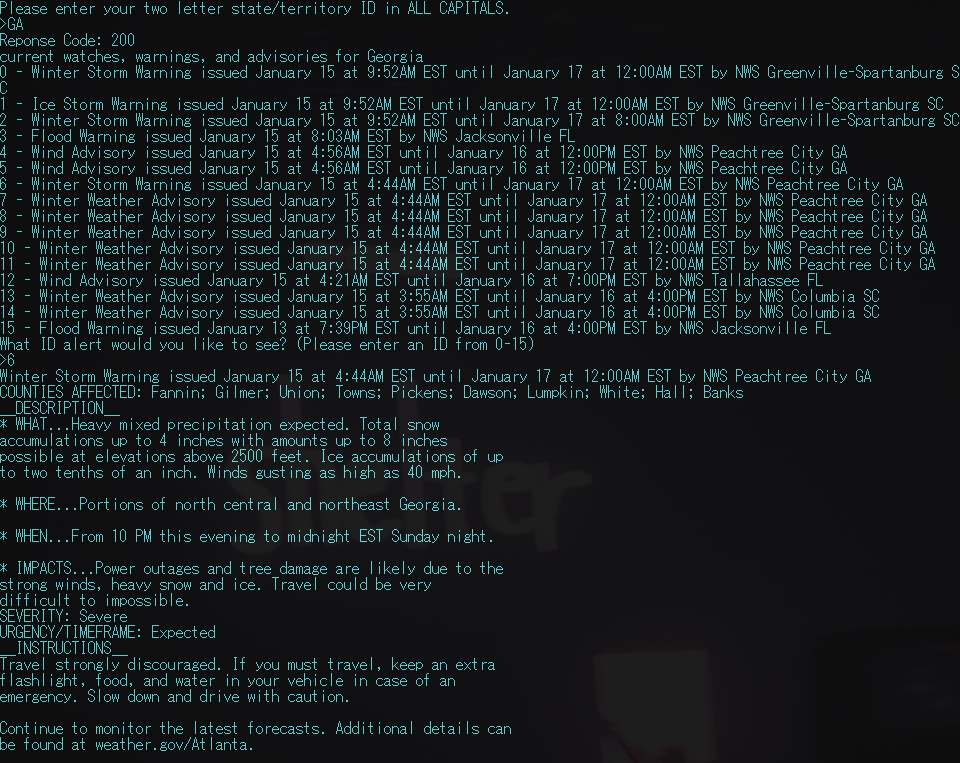 Please enter your two letter state/territory ID in ALL CAPITALS.
>GA
Reponse Code: 200
current watches, warnings, and advisories for Georgia
0 - Winter Storm Warning issued January 15 at 9:52AM EST until January 17 at 12:00AM EST by NWS Greenville-Spartanburg S
C
1 - Ice Storm Warning issued January 15 at 9:52AM EST until January 17 at 12:00AM EST by NWS Greenville-Spartanburg SC
2 - Winter Storm Warning issued January 15 at 9:52AM EST until January 17 at 8:00AM EST by NWS Greenville-Spartanburg SC
3 - Flood Warning issued January 15 at 8:03AM EST by NWS Jacksonville FL
4 - Wind Advisory issued January 15 at 4:56AM EST until January 16 at 12:00PM EST by NWS Peachtree City GA
5 - Wind Advisory issued January 15 at 4:56AM EST until January 16 at 12:00PM EST by NWS Peachtree City GA
6 - Winter Storm Warning issued January 15 at 4:44AM EST until January 17 at 12:00AM EST by NWS Peachtree City GA
7 - Winter Weather Advisory issued January 15 at 4:44AM EST until January 17 at 12:00AM EST by NWS Peachtree City GA
8 - Winter Weather Advisory issued January 15 at 4:44AM EST until January 17 at 12:00AM EST by NWS Peachtree City GA
9 - Winter Weather Advisory issued January 15 at 4:44AM EST until January 17 at 12:00AM EST by NWS Peachtree City GA
10 - Winter Weather Advisory issued January 15 at 4:44AM EST until January 17 at 12:00AM EST by NWS Peachtree City GA
11 - Winter Weather Advisory issued January 15 at 4:44AM EST until January 17 at 12:00AM EST by NWS Peachtree City GA
12 - Wind Advisory issued January 15 at 4:21AM EST until January 16 at 7:00PM EST by NWS Tallahassee FL
13 - Winter Weather Advisory issued January 15 at 3:55AM EST until January 16 at 4:00PM EST by NWS Columbia SC
14 - Winter Weather Advisory issued January 15 at 3:55AM EST until January 16 at 4:00PM EST by NWS Columbia SC
15 - Flood Warning issued January 13 at 7:39PM EST until January 16 at 4:00PM EST by NWS Jacksonville FL
What ID alert would you like to see? (Please enter an ID from 0-15)
>6
Winter Storm Warning issued January 15 at 4:44AM EST until January 17 at 12:00AM EST by NWS Peachtree City GA
COUNTIES AFFECTED: Fannin; Gilmer; Union; Towns; Pickens; Dawson; Lumpkin; White; Hall; Banks
__DESCRIPTION__
* WHAT...Heavy mixed precipitation expected. Total snow
accumulations up to 4 inches with amounts up to 8 inches
possible at elevations above 2500 feet. Ice accumulations of up
to two tenths of an inch. Winds gusting as high as 40 mph.
* WHERE...Portions of north central and northeast Georgia.
* WHEN...From 10 PM this evening to midnight EST Sunday night.
* IMPACTS...Power outages and tree damage are likely due to the
strong winds, heavy snow and ice. Travel could be very
difficult to impossible.
SEVERITY: Severe
URGENCY/TIMEFRAME: Expected
__INSTRUCTIONS__
Travel strongly discouraged. If you must travel, keep an extra
flashlight, food, and water in your vehicle in case of an
emergency. Slow down and drive with caution.
Continue to monitor the latest forecasts. Additional details can
be found at weather.gov/Atlanta.